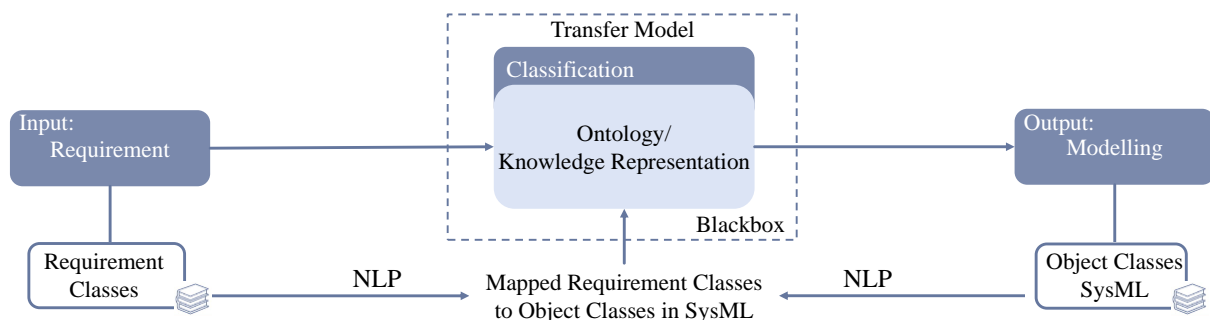 Transfer Model
Classification
Input:
Requirement
Ontology/
Knowledge Representation
Output:
Modelling
Blackbox
Requirement
Classes
NLP
Mapped Requirement Classes
to Object Classes in SysML
NLP
Object Classes
SysML